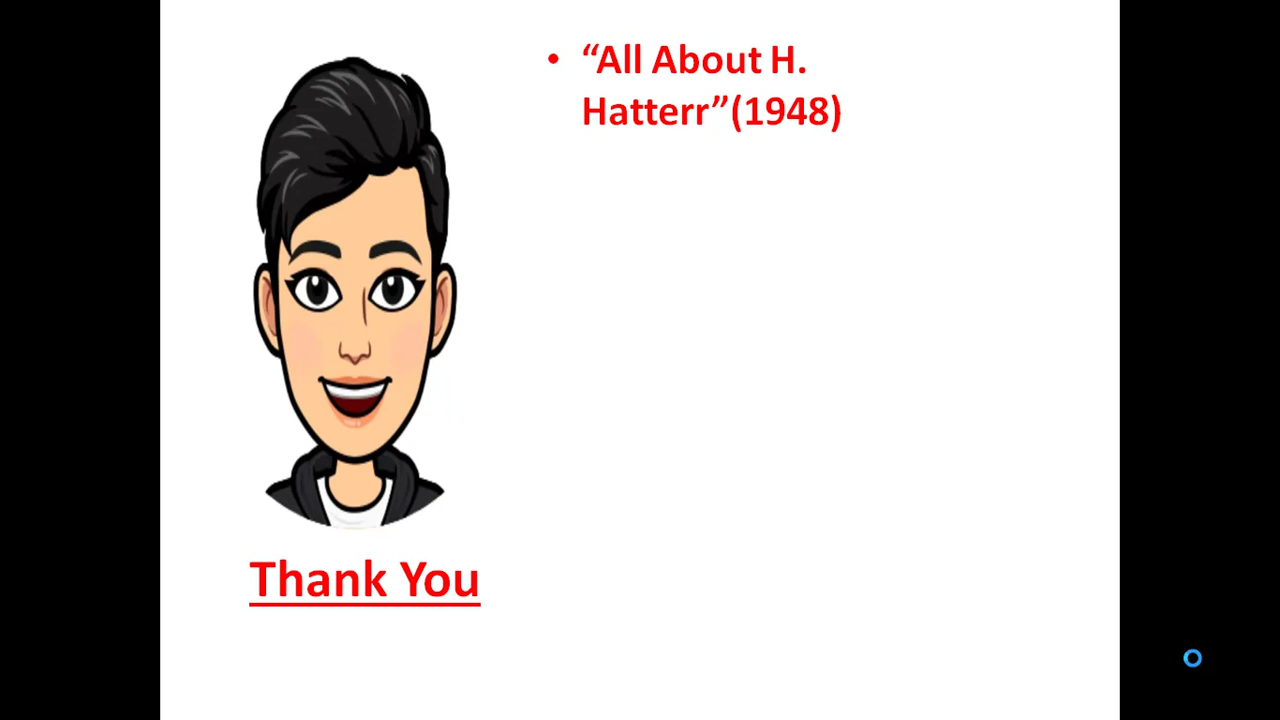 • “All About H.
Hatterr”(1948)
Thank You